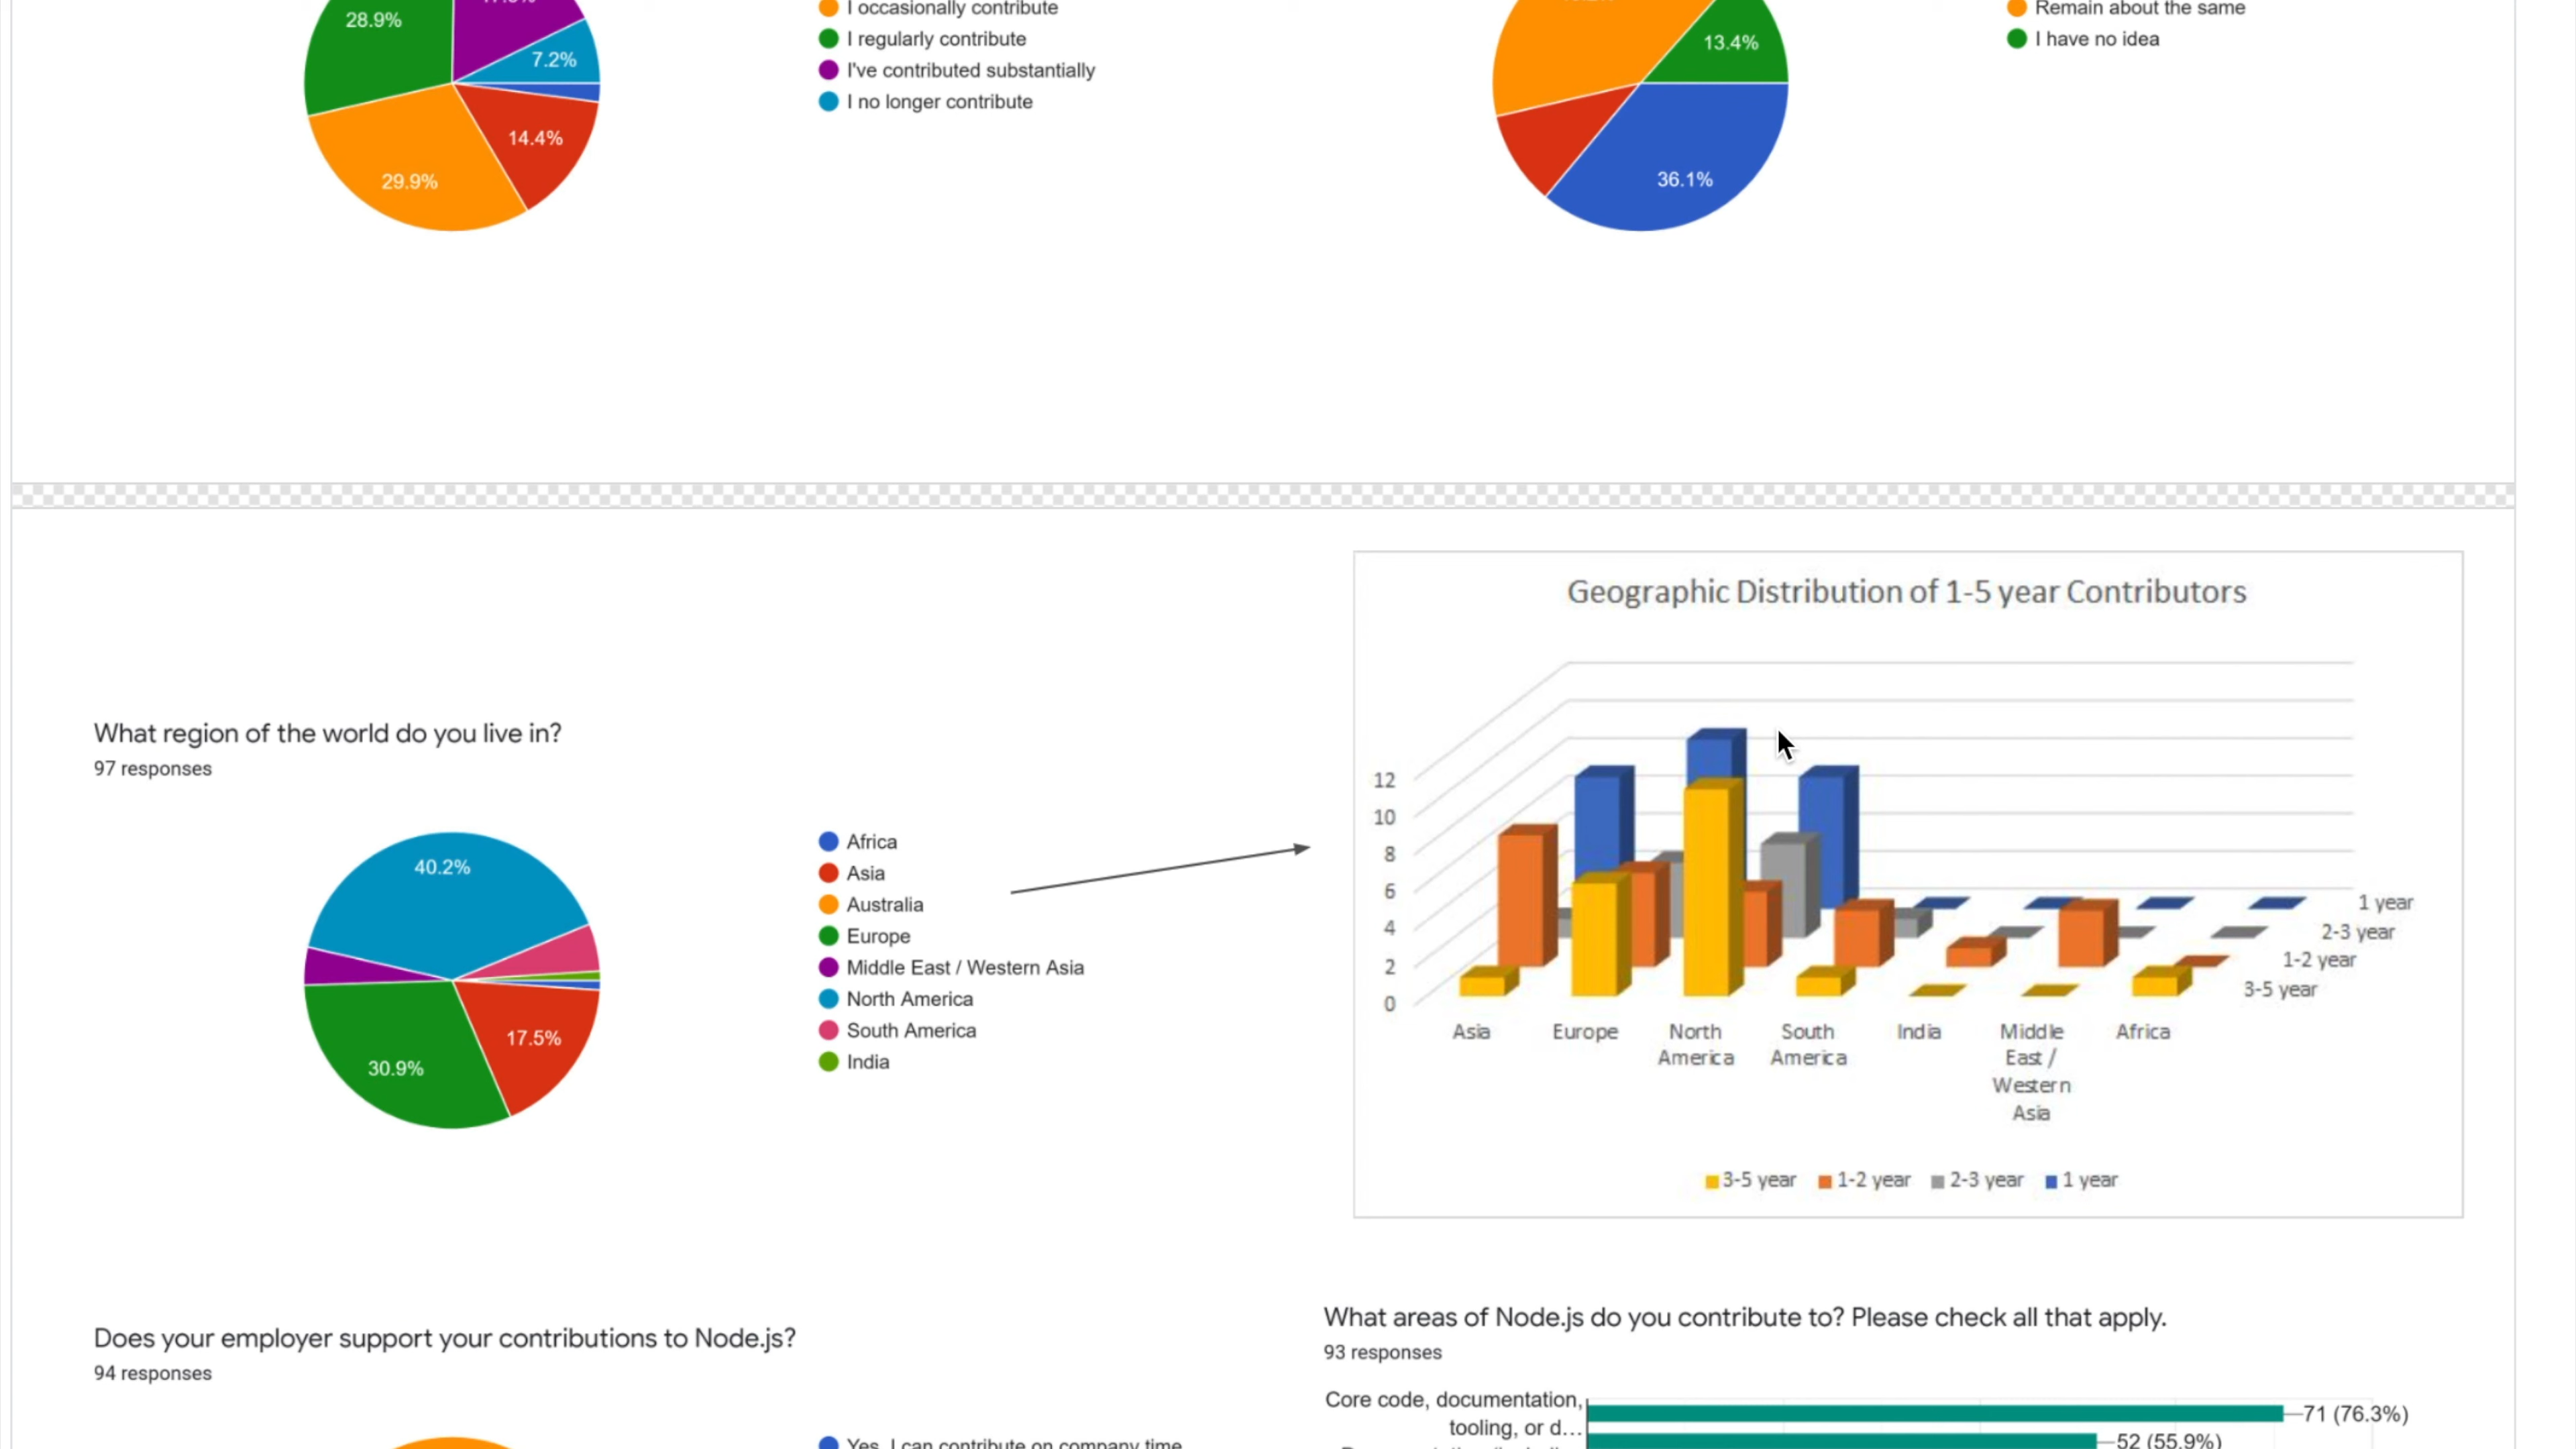 I occasionally contribute
I regularly contribute
I've contributed substantially
I no longer contribute
28.9%
7.2%
14.4%
29.9%
Remain about the same
I have no idea
13.4%
36.1%
What region of the world do you live in?
97 responses
40.2%
17.5%
30.9%
Africa
Asia
Australia
Europe
Middle East / Western Asia
North America
South America
India
Geographic Distribution of 1-5 year Contributors
12
10
8
6
4
2
0
1 year
2-3 year
1-2 year
3-5 year
Asia
Europe
North
America
South
America
India
Middle
East /
Western
Asia
Africa
3-5 year 1-2 year 2-3 year 1 year
Does your employer support your contributions to Node.js?
94 responses
Yes, I can contribute on company time
What areas of Node.js do you contribute to? Please check all that apply.
93 responses
Core code, documentation,
tooling, or d...
71 (76.3%)
52 (55.9%)